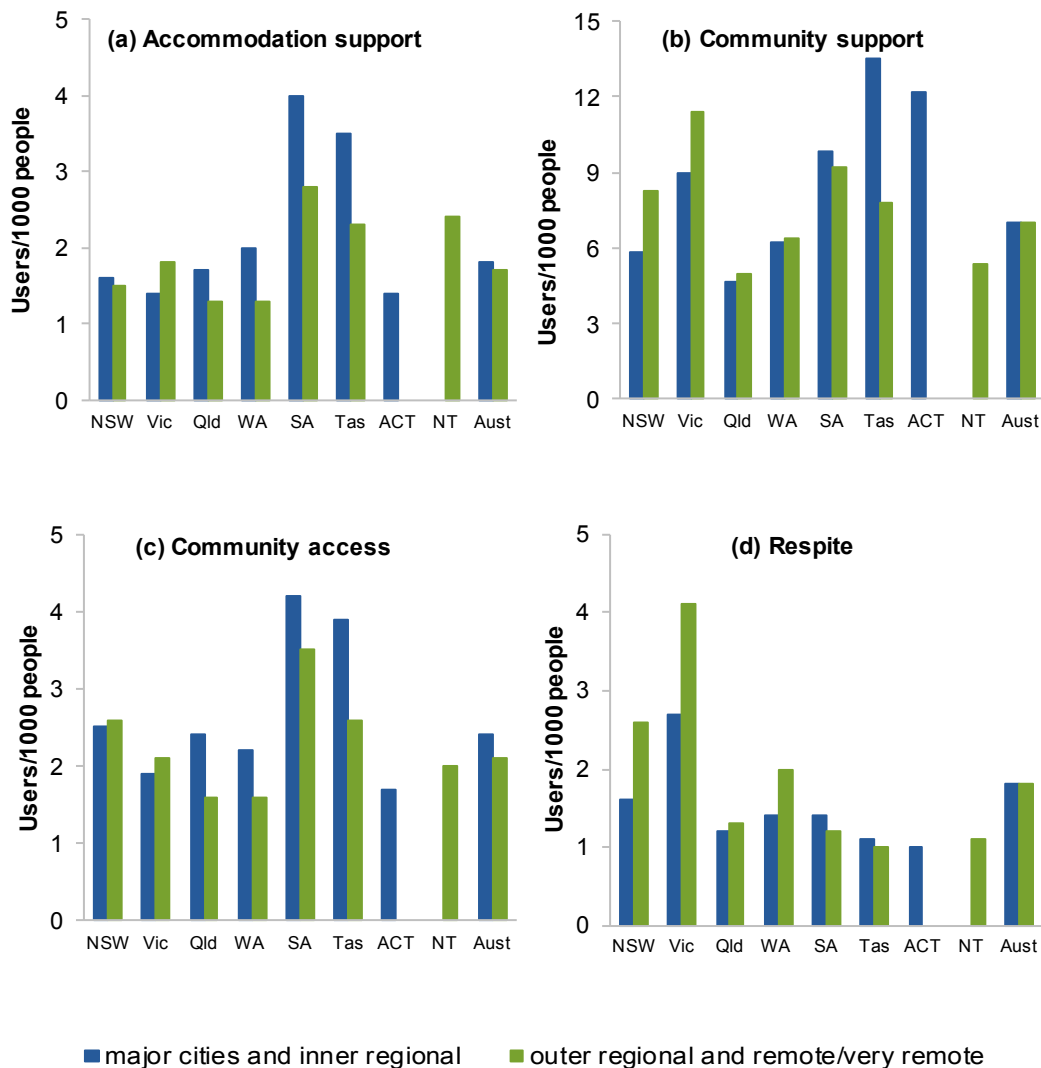 (a) Accommodation support
Users/1000 people
5
4
3
2
1
0
NSW Vic Qld WA SA Tas ACT NT Aust
(b) Community support
Users/1000 people
15
12
9
6
3
0
NSW Vic Qld WA SA Tas ACT NT Aust
(c) Community access
Users/1000 people
5
4
3
2
1
0
NSW Vic Qld WA SA Tas ACT NT Aust
(d) Respite
Users/1000 people
5
4
3
2
1
0
NSW Vic Qld WA SA Tas ACT NT Aust
major cities and inner regional
outer regional and remote/very remote